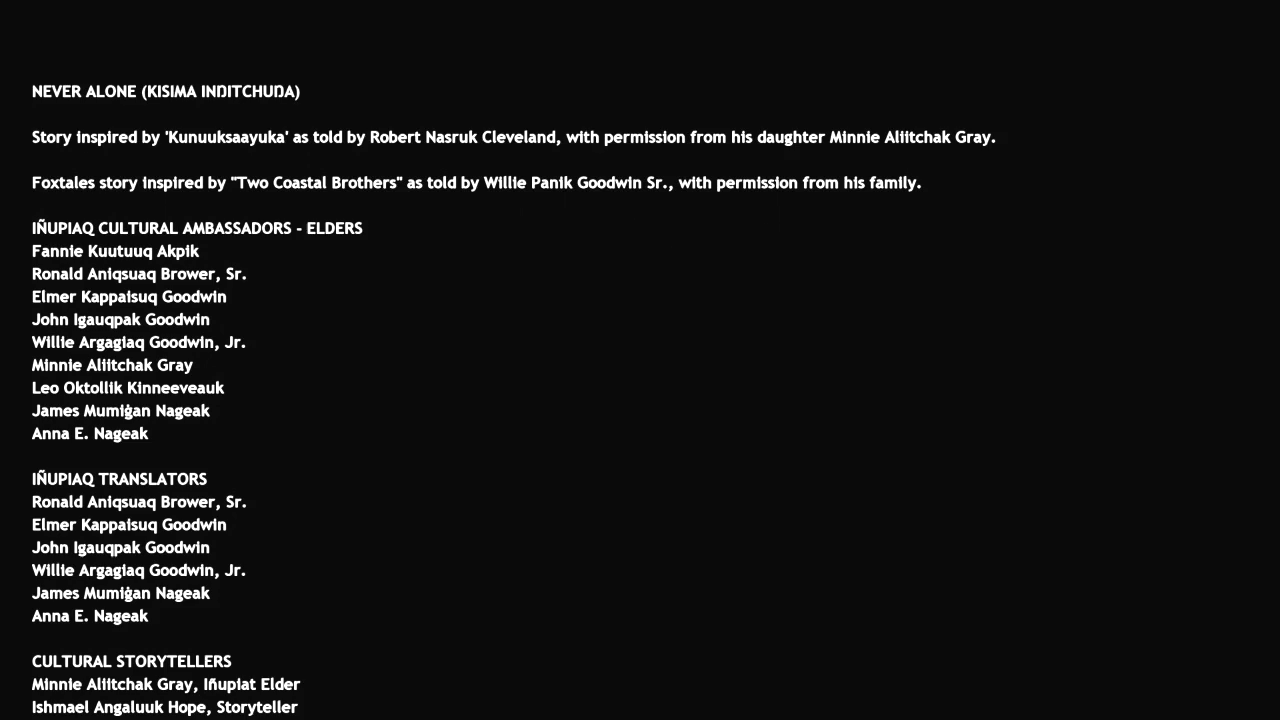 NEVER ALONE (KISIMA INŊITCHUŊA)
Story inspired by 'Kunuuksaayuka' as told by Robert Nasruk Cleveland, with permission from his daughter Minnie Aliitchak Gray.
Foxtales story inspired by "Two Coastal Brothers" as told by Willie Panik Goodwin Sr., with permission from his family.
IÑUPIAQ CULTURAL AMBASSADORS - ELDERS
Fannie Kuutuuq Akpik
Ronald Aniqsuaq Brower, Sr.
Elmer Kappaisuq Goodwin
John Igauqpak Goodwin
Willie Argagiaq Goodwin, Jr.
Minnie Aliitchak Gray
Leo Oktollik Kinneeveauk
James Mumiġan Nageak
Anna E. Nageak
IÑUPIAQ TRANSLATORS
Ronald Aniqsuaq Brower, Sr.
Elmer Kappaisuq Goodwin
John Igauqpak Goodwin
Willie Argagiaq Goodwin, Jr.
James Mumiġan Nageak
Anna E. Nageak
CULTURAL STORYTELLERS
Minnie Aliitchak Gray, Iñupiat Elder
Ishmael Angaluuk Hope, Storyteller